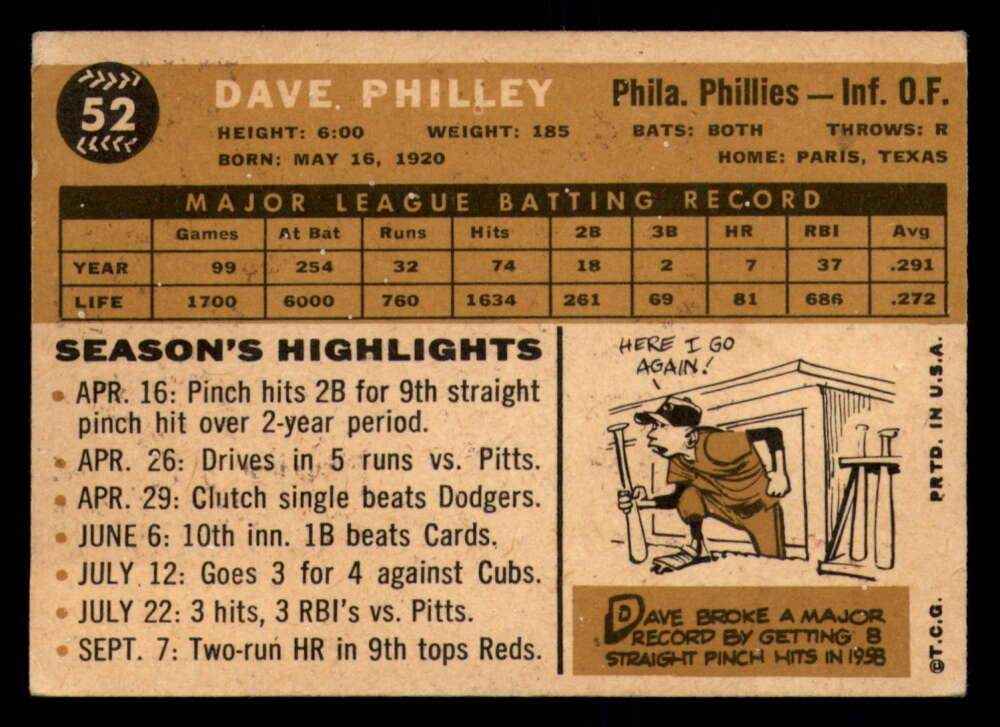 52
DAVE PHILLEY
Phila. Phillies — Inf. O.F.
HEIGHT: 6:00 WEIGHT: 185 BATS: BOTH THROWS: R
BORN: MAY 16, 1920 HOME: PARIS, TEXAS
MAJOR LEAGUE BATTING RECORD
Games At Bat Runs Hits 2B 3B HR RBI Avg
YEAR 99 254 32 74 18 2 7 37 .291
LIFE 1700 6000 760 1634 261 69 81 686 .272
SEASON'S HIGHLIGHTS
• APR. 16: Pinch hits 2B for 9th straight
pinch hit over 2-year period.
• APR. 26: Drives in 5 runs vs. Pitts.
• APR. 29: Clutch single beats Dodgers.
• JUNE 6: 10th inn. 1B beats Cards.
• JULY 12: Goes 3 for 4 against Cubs.
• JULY 22: 3 hits, 3 RBI's vs. Pitts.
• SEPT. 7: Two-run HR in 9th tops Reds.
HERE I GO
AGAIN!
DAVE BROKE A MAJOR
RECORD BY GETTING 8
STRAIGHT PINCH HITS IN 1958
©T.C.G. PRTD. IN U.S.A.